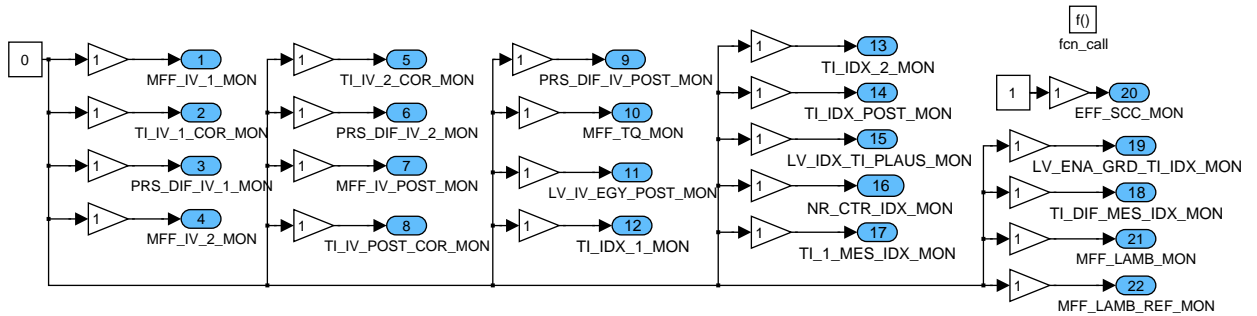 0
1
1
MFF_IV_1_MON
1
2
TI_IV_1_COR_MON
1
3
PRS_DIF_IV_1_MON
1
4
MFF_IV_2_MON
1
5
TI_IV_2_COR_MON
1
6
PRS_DIF_IV_2_MON
1
7
MFF_IV_POST_MON
1
8
TI_IV_POST_COR_MON
1
9
PRS_DIF_IV_POST_MON
1
10
MFF_TQ_MON
1
11
LV_IV_EGY_POST_MON
1
12
TI_IDX_1_MON
1
13
TI_IDX_2_MON
1
14
TI_IDX_POST_MON
1
15
LV_IDX_TI_PLAUS_MON
1
16
NR_CTR_IDX_MON
1
17
TI_1_MES_IDX_MON
f()
fcn_call
1
1
20
EFF_SCC_MON
1
19
LV_ENA_GRD_TI_IDX_MON
1
18
TI_DIF_MES_IDX_MON
1
21
MFF_LAMB_MON
1
22
MFF_LAMB_REF_MON